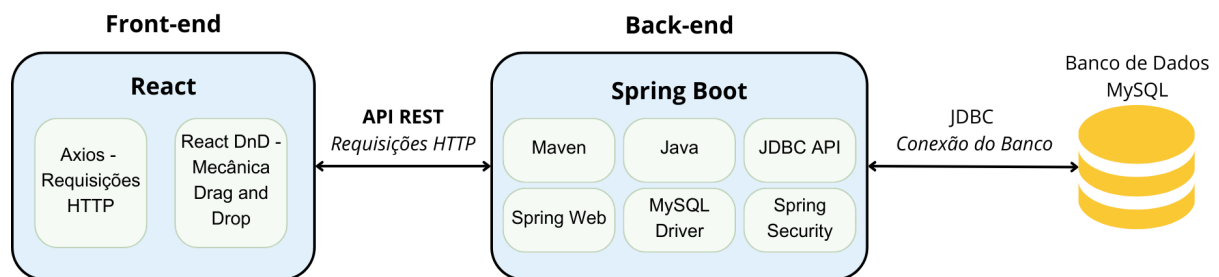 Front-end
React
Axios -
Requisições
HTTP
React DnD -
Mecânica
Drag and
Drop
API REST
Requisições HTTP
Back-end
Spring Boot
Maven
Java
JDBC API
Spring Web
MySQL
Driver
Spring
Security
JDBC
Conexão do Banco
Banco de Dados
MySQL